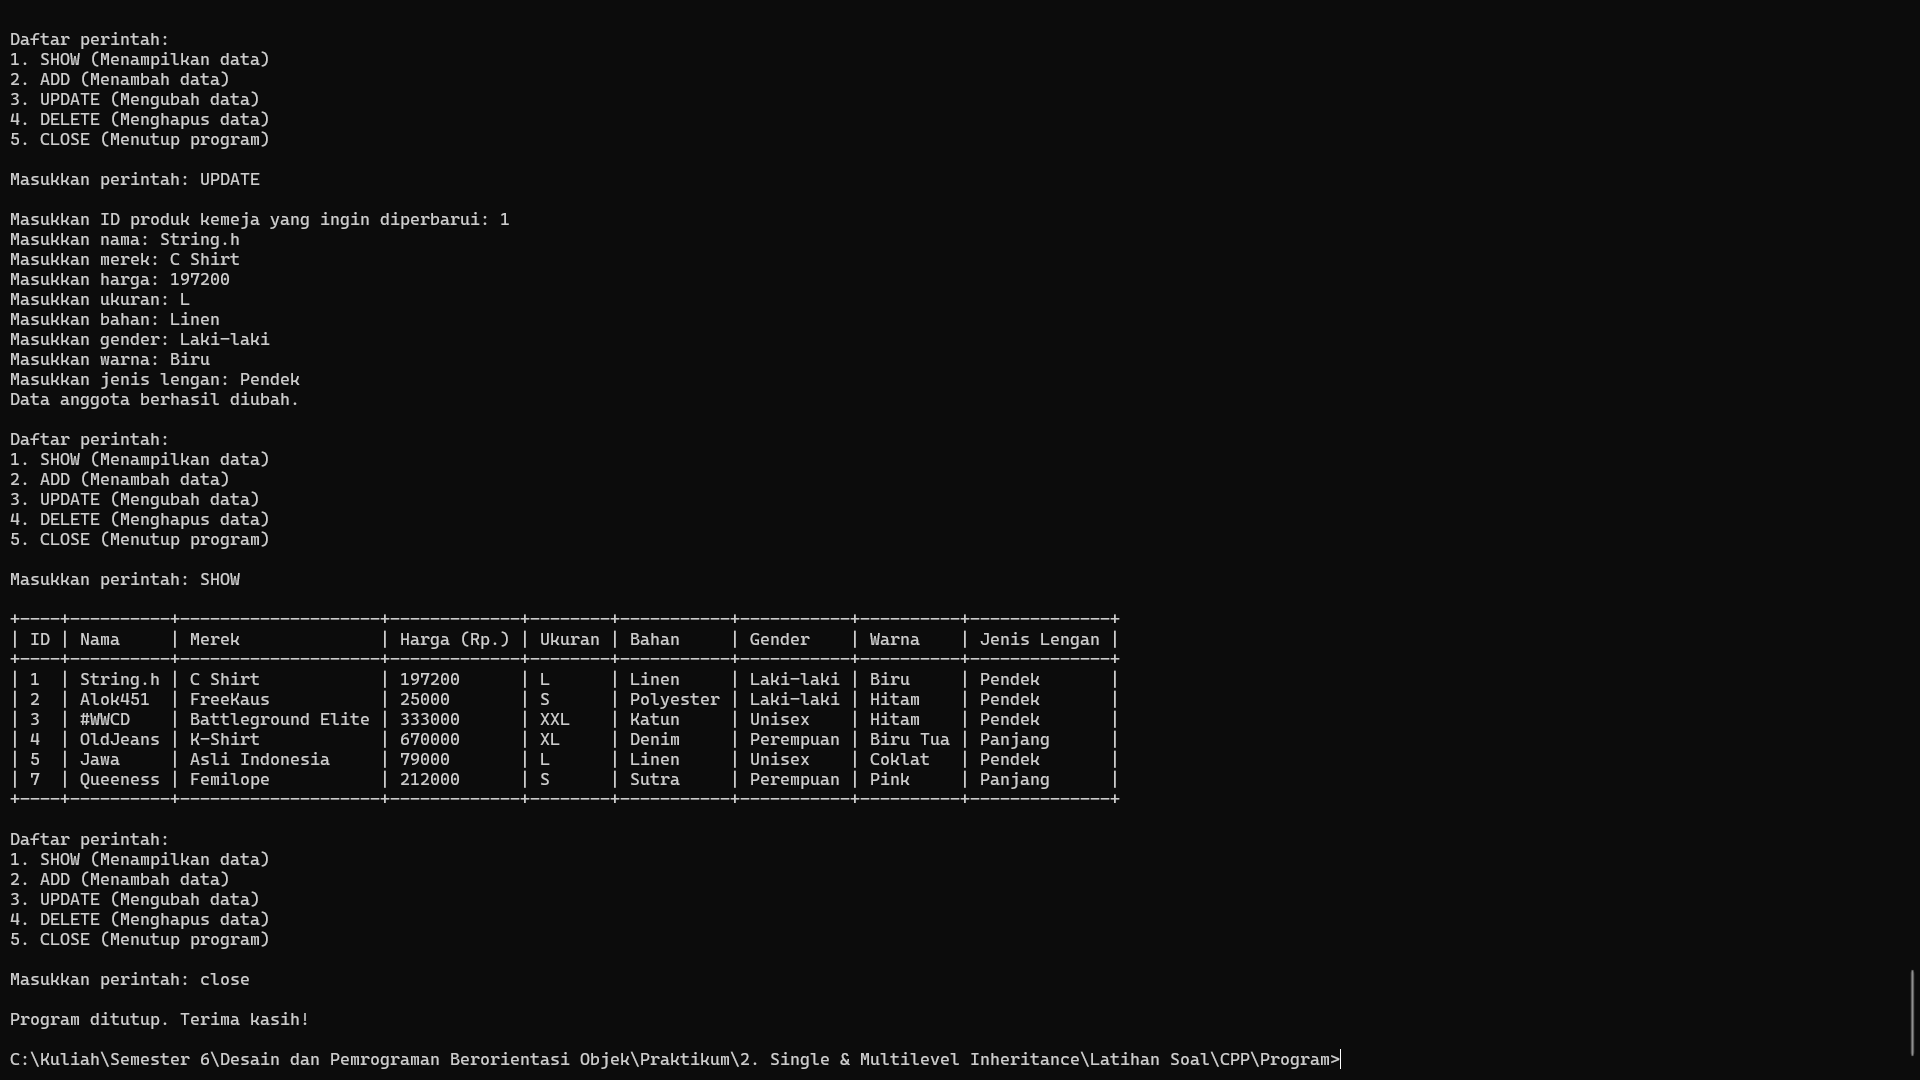 Daftar perintah:
1. SHOW (Menampilkan data)
2. ADD (Menambah data)
3. UPDATE (Mengubah data)
4. DELETE (Menghapus data)
5. CLOSE (Menutup program)
Masukkan perintah: UPDATE
Masukkan ID produk kemeja yang ingin diperbarui: 1
Masukkan nama: String.h
Masukkan merek: C Shirt
Masukkan harga: 197200
Masukkan ukuran: L
Masukkan bahan: Linen
Masukkan gender: Laki-laki
Masukkan warna: Biru
Masukkan jenis lengan: Pendek
Data anggota berhasil diubah.
Daftar perintah:
1. SHOW (Menampilkan data)
2. ADD (Menambah data)
3. UPDATE (Mengubah data)
4. DELETE (Menghapus data)
5. CLOSE (Menutup program)
Masukkan perintah: SHOW
+----+----------+--------------------+-------------+--------+-----------+-----------+----------+--------------+
| ID | Nama     | Merek              | Harga (Rp.) | Ukuran | Bahan     | Gender    | Warna    | Jenis Lengan |
+----+----------+--------------------+-------------+--------+-----------+-----------+----------+--------------+
| 1  | String.h | C Shirt            | 197200      | L      | Linen     | Laki-laki | Biru     | Pendek       |
| 2  | Alok451  | FreeKaus           | 25000       | S      | Polyester | Laki-laki | Hitam    | Pendek       |
| 3  | #WWCD    | Battleground Elite | 333000      | XXL    | Katun     | Unisex    | Hitam    | Pendek       |
| 4  | OldJeans | K-Shirt            | 670000      | XL     | Denim     | Perempuan | Biru Tua | Panjang      |
| 5  | Jawa     | Asli Indonesia     | 79000       | L      | Linen     | Unisex    | Coklat   | Pendek       |
| 7  | Queeness | Femilope           | 212000      | S      | Sutra     | Perempuan | Pink     | Panjang      |
+----+----------+--------------------+-------------+--------+-----------+-----------+----------+--------------+
Daftar perintah:
1. SHOW (Menampilkan data)
2. ADD (Menambah data)
3. UPDATE (Mengubah data)
4. DELETE (Menghapus data)
5. CLOSE (Menutup program)
Masukkan perintah: close
Program ditutup. Terima kasih!
C:\Kuliah\Semester 6\Desain dan Pemrograman Berorientasi Objek\Praktikum\2. Single & Multilevel Inheritance\Latihan Soal\CPP\Program>